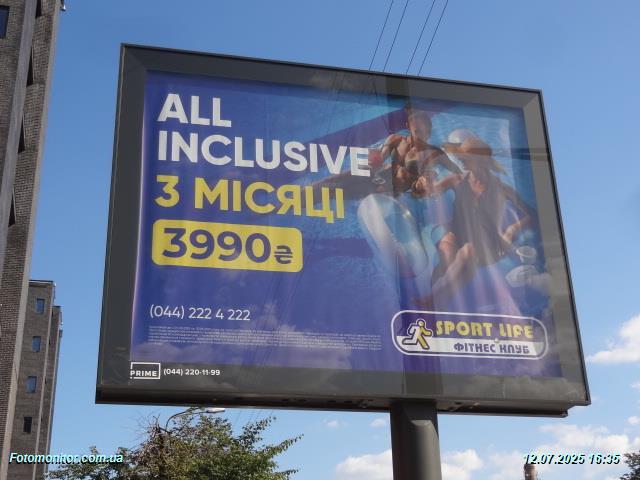 ALL
INCLUSIVE
3 МІСЯЦІ
3990₴
(044) 222 4 222
SPORT LIFE
ФІТНЕС КЛУБ
PRIME (044) 220-11-99
Fotomonitor.com.ua
12.07.2025 16:35